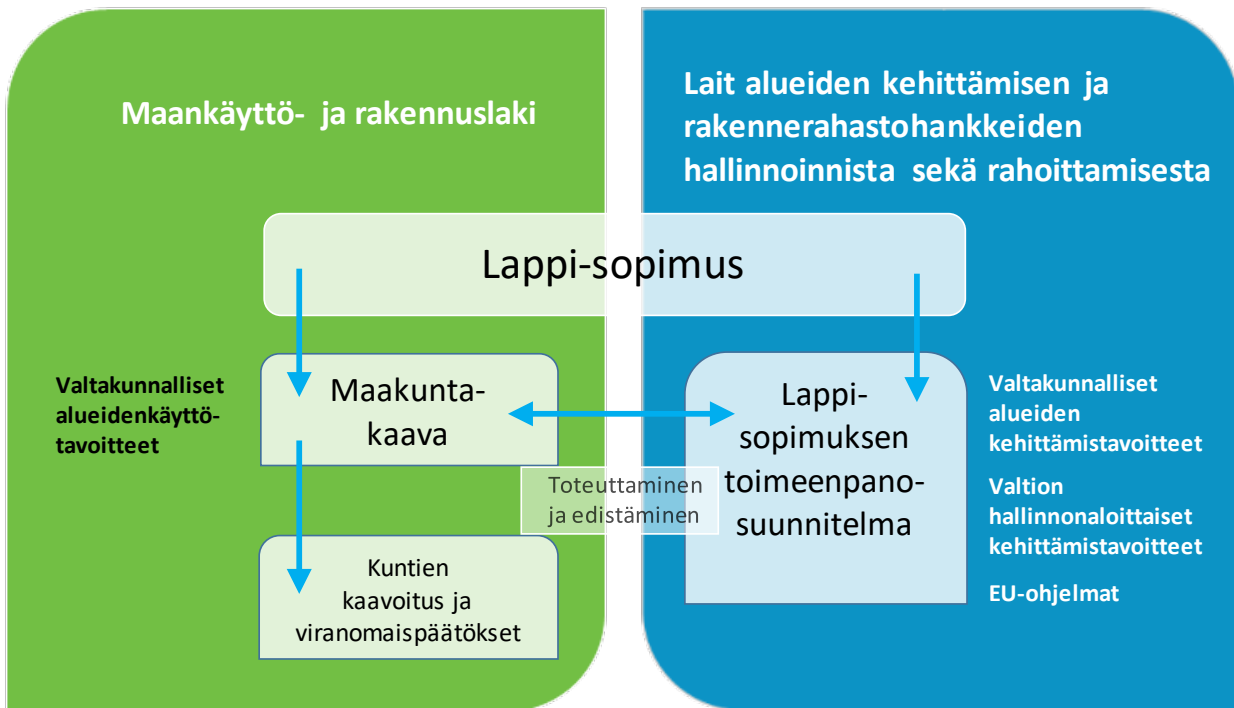 Maankäyttö- ja rakennuslaki
Lait alueiden kehittämisen ja
rakennerahastohankkeiden
hallinnoinnista sekä rahoittamisesta
Lappi-sopimus
Valtakunnalliset
alueidenkäyttö-
tavoitteet
Maakunta-
kaava
Lappi-
sopimuksen
toimeenpano-
suunnitelma
Valtakunnalliset
alueiden
kehittämistavoitteet
Toteuttaminen
ja edistäminen
Valtion
hallinnonaloittaiset
kehittämistavoitteet
Kuntien
kaavoitus ja
viranomaispäätökset
EU-ohjelmat